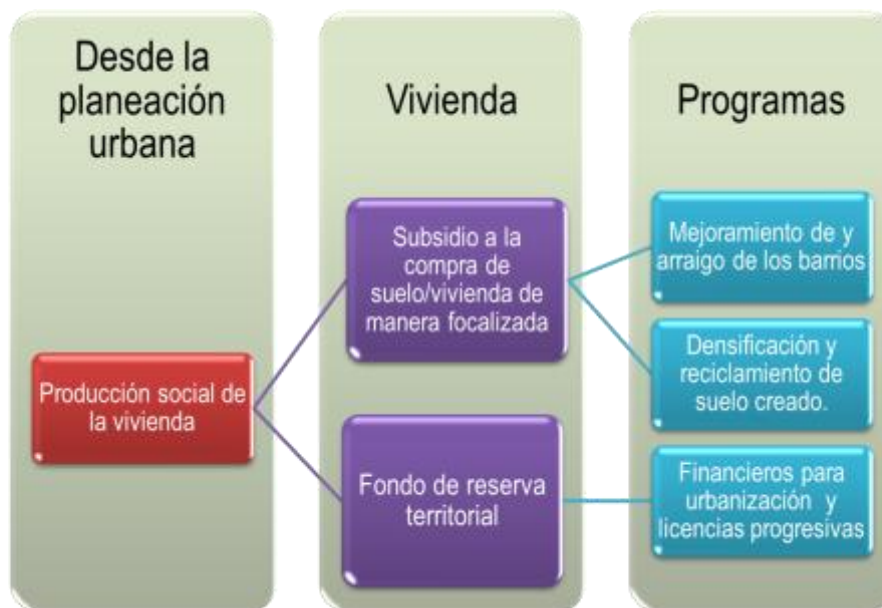 Desde la
planeación
urbana
Producción social de
la vivienda
Vivienda
Subsidio a la
compra de
suelo/vivienda de
manera focalizada
Fondo de reserva
territorial
Programas
Mejoramiento de y
arraigo de los barrios
Densificación y
reciclamiento de
suelo creado.
Financieros para
urbanización y
licencias progresivas